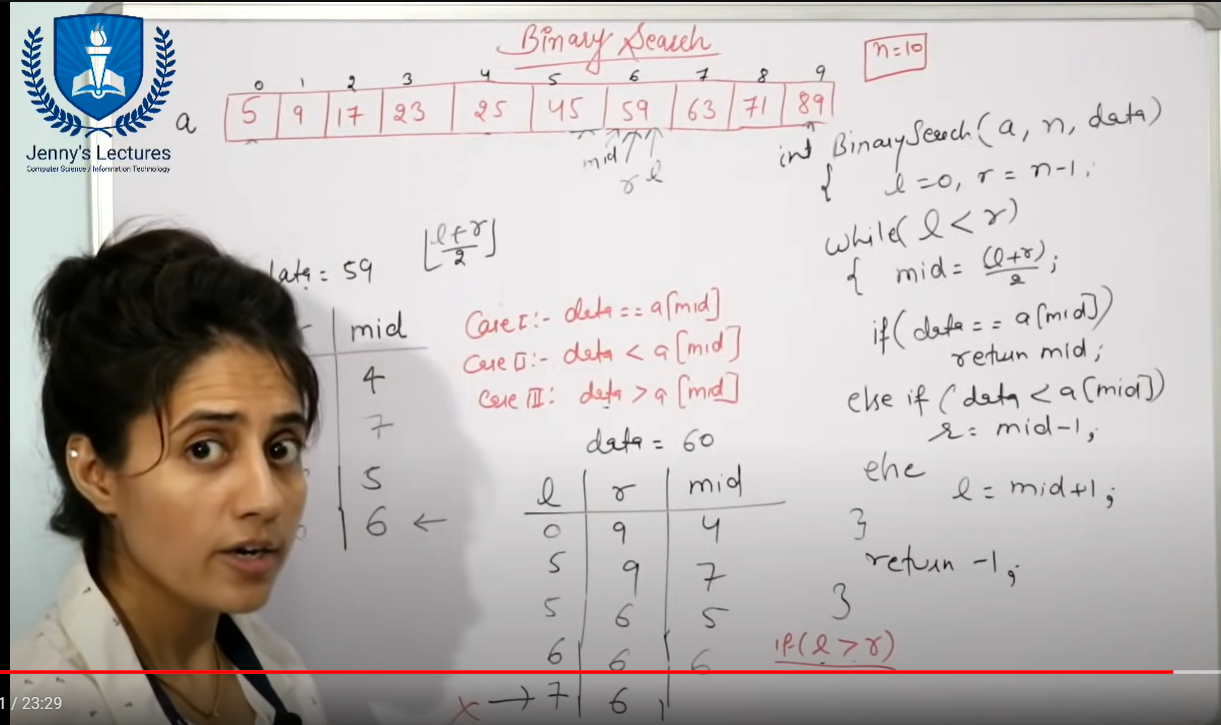 Binary Search
n=10
0 1 2 3 4 5 6 7 8 9
a 5 9 17 23 25 45 59 63 71 89
mid
r l
Jenny's Lectures
Computer Science / Information Technology
data = 59
⌊l+r/2⌋
mid
4
7
5
6 ←
Case I:- data == a[mid]
Case II:- data < a[mid]
Case III: data > a[mid]
data = 60
l r mid
0 9 4
5 9 7
5 6 5
6 6 6
x → 7 6
int BinarySearch(a, n, data)
{ l=0, r=n-1;
while(l<r)
{ mid = (l+r)/2;
if(data == a[mid])
return mid;
else if (data < a[mid])
r = mid-1;
else
l = mid+1;
}
return -1;
}
if(l>r)
1 / 23:29